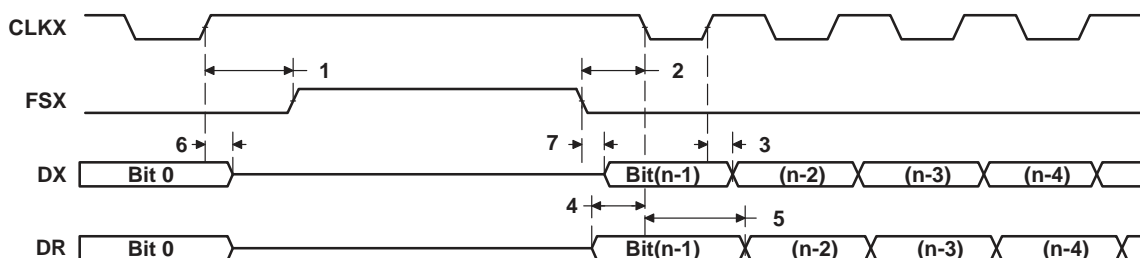 CLKX
1
2
FSX
6
7
3
DX
Bit 0
Bit(n-1)
(n-2)
(n-3)
(n-4)
4
5
DR
Bit 0
Bit(n-1)
(n-2)
(n-3)
(n-4)